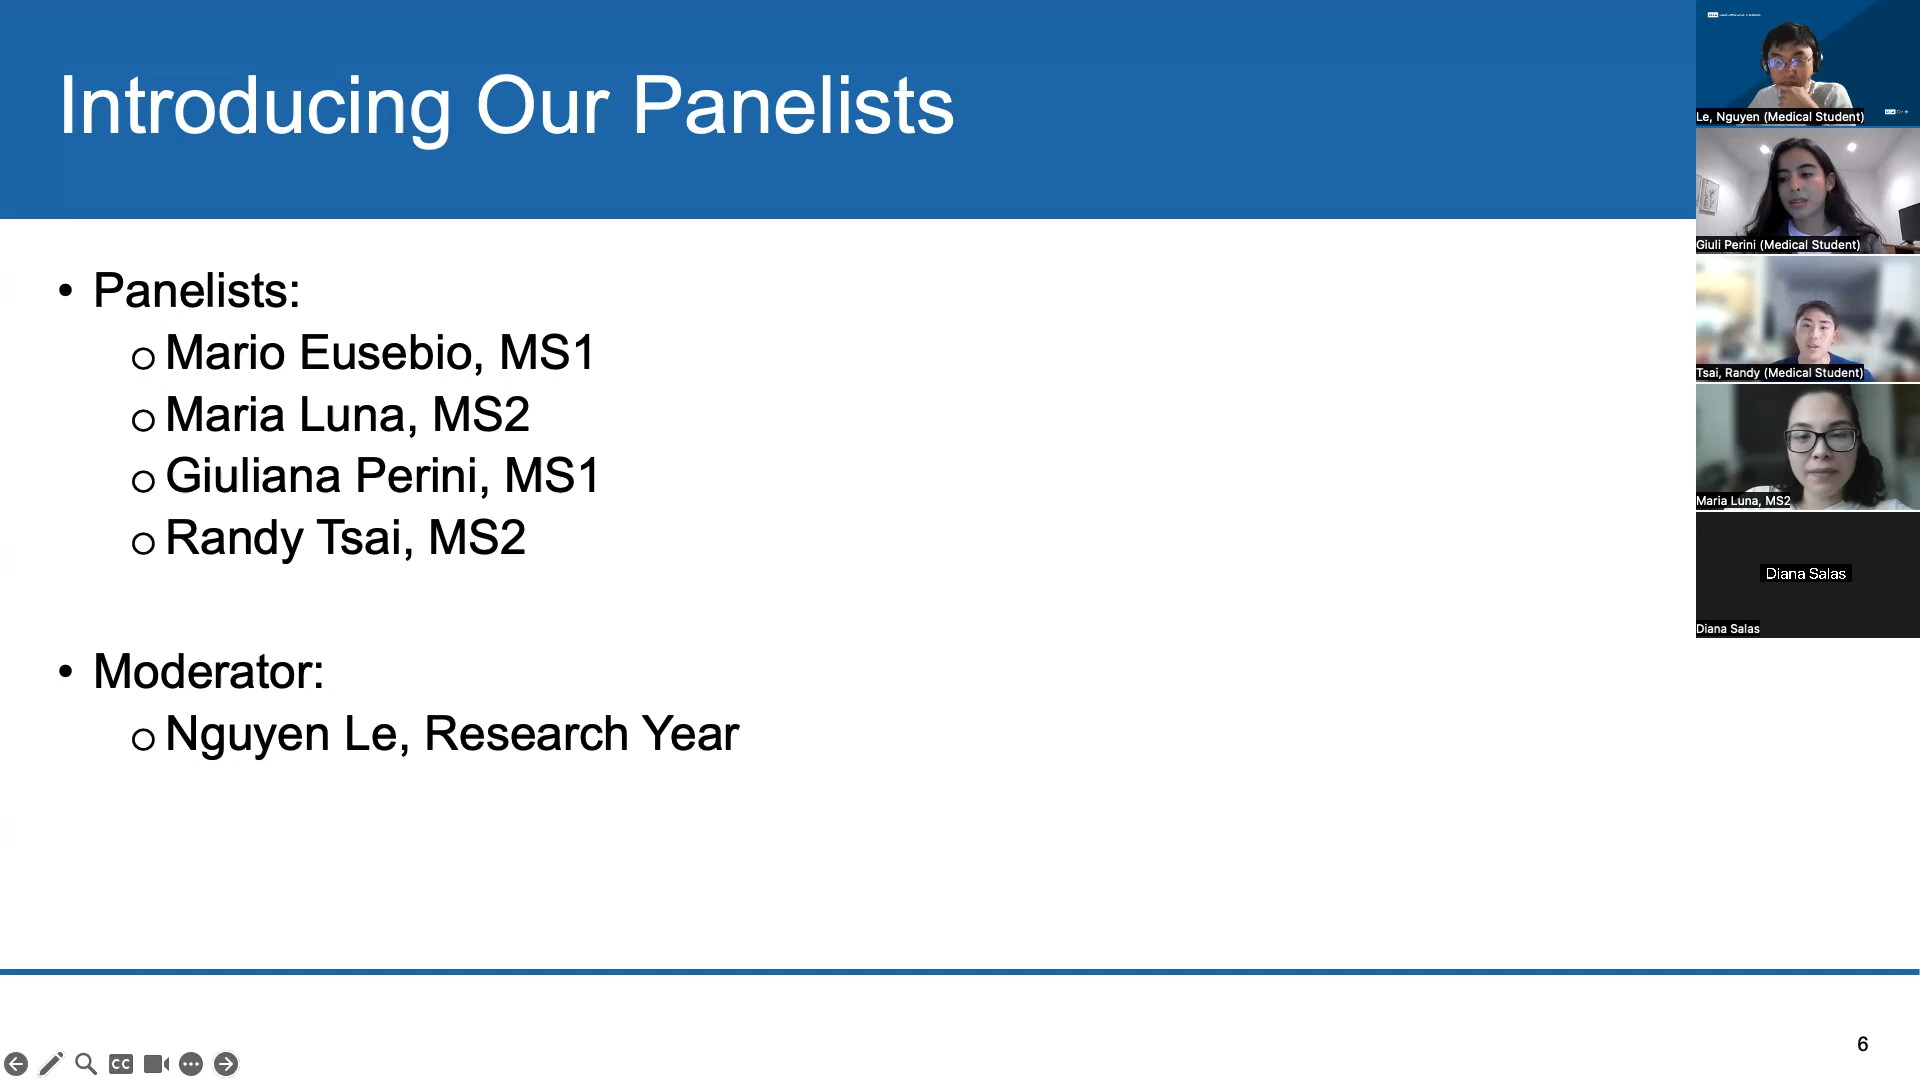 Introducing Our Panelists
• Panelists:
o Mario Eusebio, MS1
o Maria Luna, MS2
o Giuliana Perini, MS1
o Randy Tsai, MS2
• Moderator:
o Nguyen Le, Research Year
Le, Nguyen (Medical Student)
Giuli Perini (Medical Student)
Tsai, Randy (Medical Student)
Maria Luna, MS2
Diana Salas
Diana Salas
CC
6